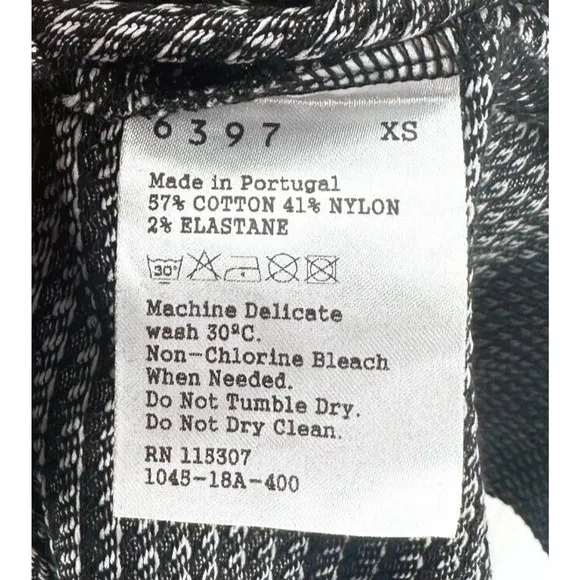 6397 XS
Made in Portugal
57% COTTON 41% NYLON
2% ELASTANE
30°
Machine Delicate
wash 30ºC.
Non-Chlorine Bleach
When Needed.
Do Not Tumble Dry.
Do Not Dry Clean.
RN 115307
1045-18A-400